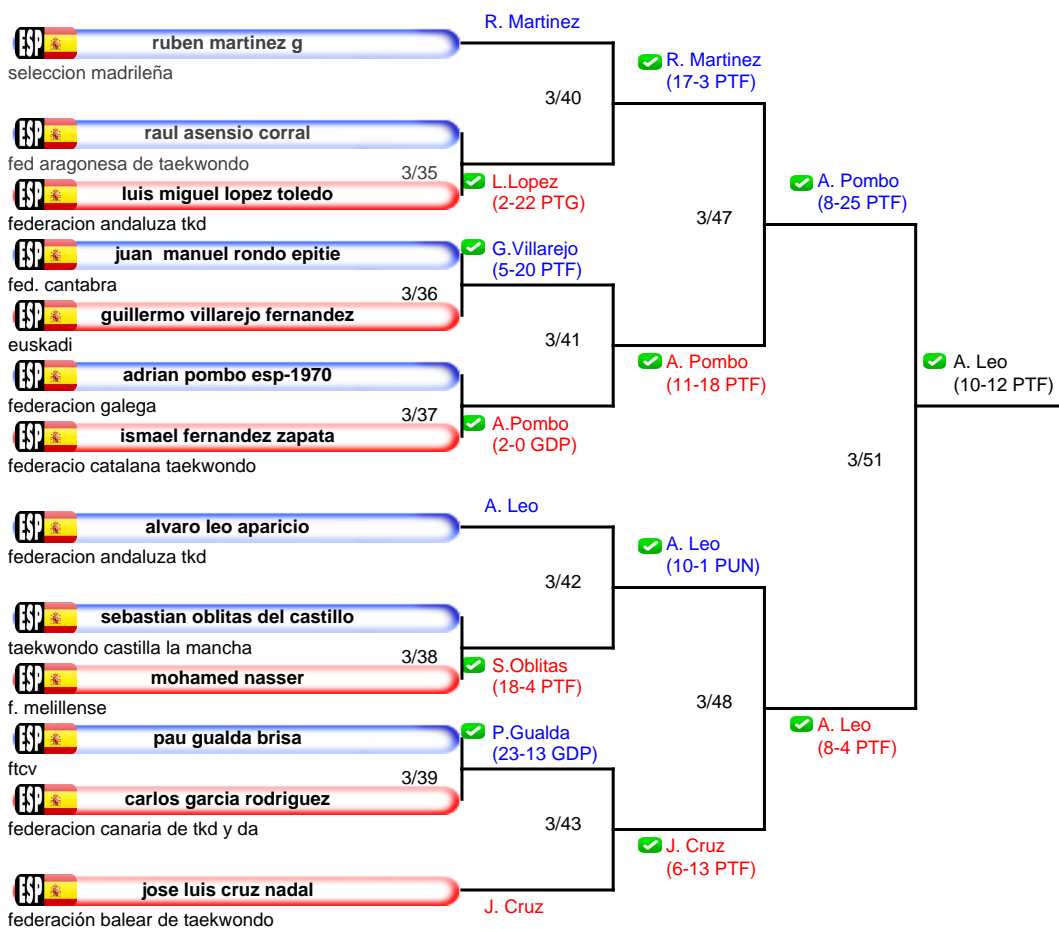 R. Martinez
ESP ruben martinez g
seleccion madrileña
R. Martinez
(17-3 PTF)
3/40
ESP raul asensio corral
fed aragonesa de taekwondo
3/35
L.Lopez
(2-22 PTG)
ESP luis miguel lopez toledo
federacion andaluza tkd
A. Pombo
(8-25 PTF)
3/47
ESP juan  manuel rondo epitie
fed. cantabra
G.Villarejo
(5-20 PTF)
3/36
ESP guillermo villarejo fernandez
euskadi
3/41
ESP adrian pombo esp-1970
federacion galega
A. Pombo
(11-18 PTF)
A. Leo
(10-12 PTF)
3/37
A.Pombo
(2-0 GDP)
ESP ismael fernandez zapata
federacio catalana taekwondo
3/51
A. Leo
ESP alvaro leo aparicio
federacion andaluza tkd
A. Leo
(10-1 PUN)
3/42
ESP sebastian oblitas del castillo
taekwondo castilla la mancha
3/38
S.Oblitas
(18-4 PTF)
ESP mohamed nasser
f. melillense
3/48
A. Leo
(8-4 PTF)
ESP pau gualda brisa
ftcv
P.Gualda
(23-13 GDP)
3/39
ESP carlos garcia rodriguez
federacion canaria de tkd y da
3/43
J. Cruz
(6-13 PTF)
ESP jose luis cruz nadal
federación balear de taekwondo
J. Cruz